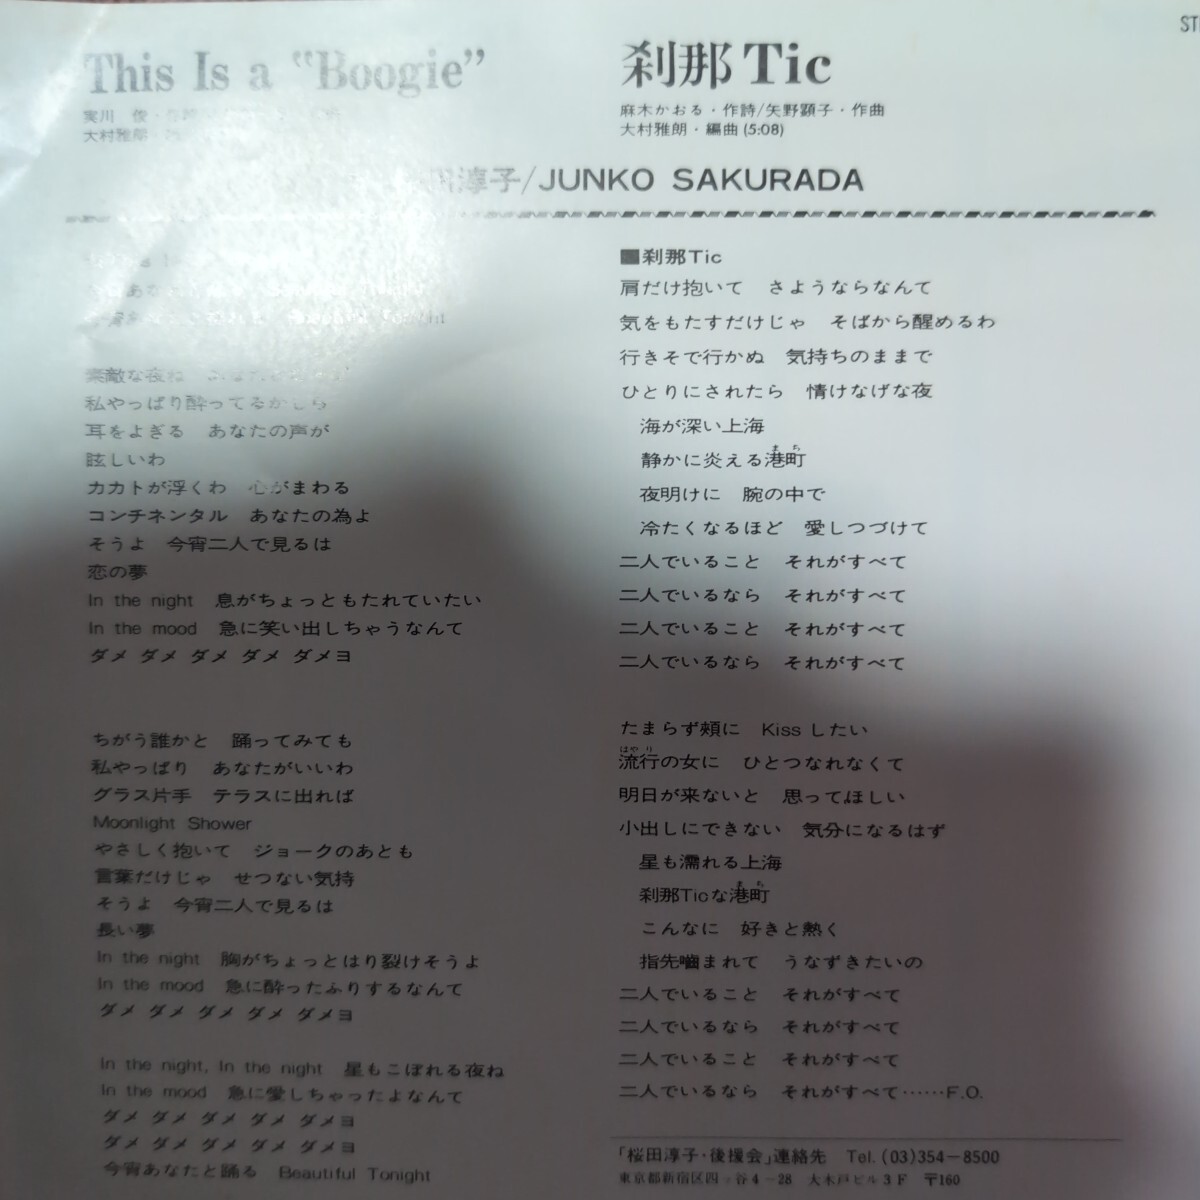 ST
This Is a "Boogie"
実川 俊・
大村雅朗・
刹那Tic
麻木かおる・作詩/矢野顕子・作曲
大村雅朗・編曲(5:08)
田淳子/JUNKO SAKURADA
素敵な夜ね
私やっぱり酔ってるかしら
耳をよぎる あなたの声が
眩しいわ
カカトが浮くわ 心がまわる
コンチネンタル あなたの為よ
そうよ 今宵二人で見るは
恋の夢
In the night 息がちょっともたれていたい
In the mood 急に笑い出しちゃうなんて
ダメ ダメ ダメ ダメ ダメヨ
ちがう誰かと 踊ってみても
私やっぱり あなたがいいわ
グラス片手 テラスに出れば
Moonlight Shower
やさしく抱いて ジョークのあとも
言葉だけじゃ せつない気持
そうよ 今宵二人で見るは
長い夢
In the night 胸がちょっとはり裂けそうよ
In the mood 急に酔ったふりするなんて
ダメ ダメ ダメ ダメ ダメヨ
In the night, In the night 星もこぼれる夜ね
In the mood 急に愛しちゃったよなんて
ダメ ダメ ダメ ダメ ダメヨ
ダメ ダメ ダメ ダメ ダメヨ
今宵あなたと踊る Beautiful Tonight
■刹那Tic
肩だけ抱いて さようならなんて
気をもたすだけじゃ そばから醒めるわ
行きそで行かぬ 気持ちのままで
ひとりにされたら 情けなげな夜
海が深い上海
静かに炎える港町
まち
夜明けに 腕の中で
冷たくなるほど 愛しつづけて
二人でいること それがすべて
二人でいるなら それがすべて
二人でいること それがすべて
二人でいるなら それがすべて
たまらず頬に Kissしたい
はやり
流行の女に ひとつなれなくて
明日が来ないと 思ってほしい
小出しにできない 気分になるはず
星も濡れる上海
まち
刹那Ticな港町
こんなに 好きと熱く
指先嚙まれて うなずきたいの
二人でいること それがすべて
二人でいるなら それがすべて
二人でいること それがすべて
二人でいるなら それがすべて……F.O.
「桜田淳子・後援会」連絡先 Tel. (03)354−8500
東京都新宿区四ッ谷4−28 大木戸ビル3F 〒160